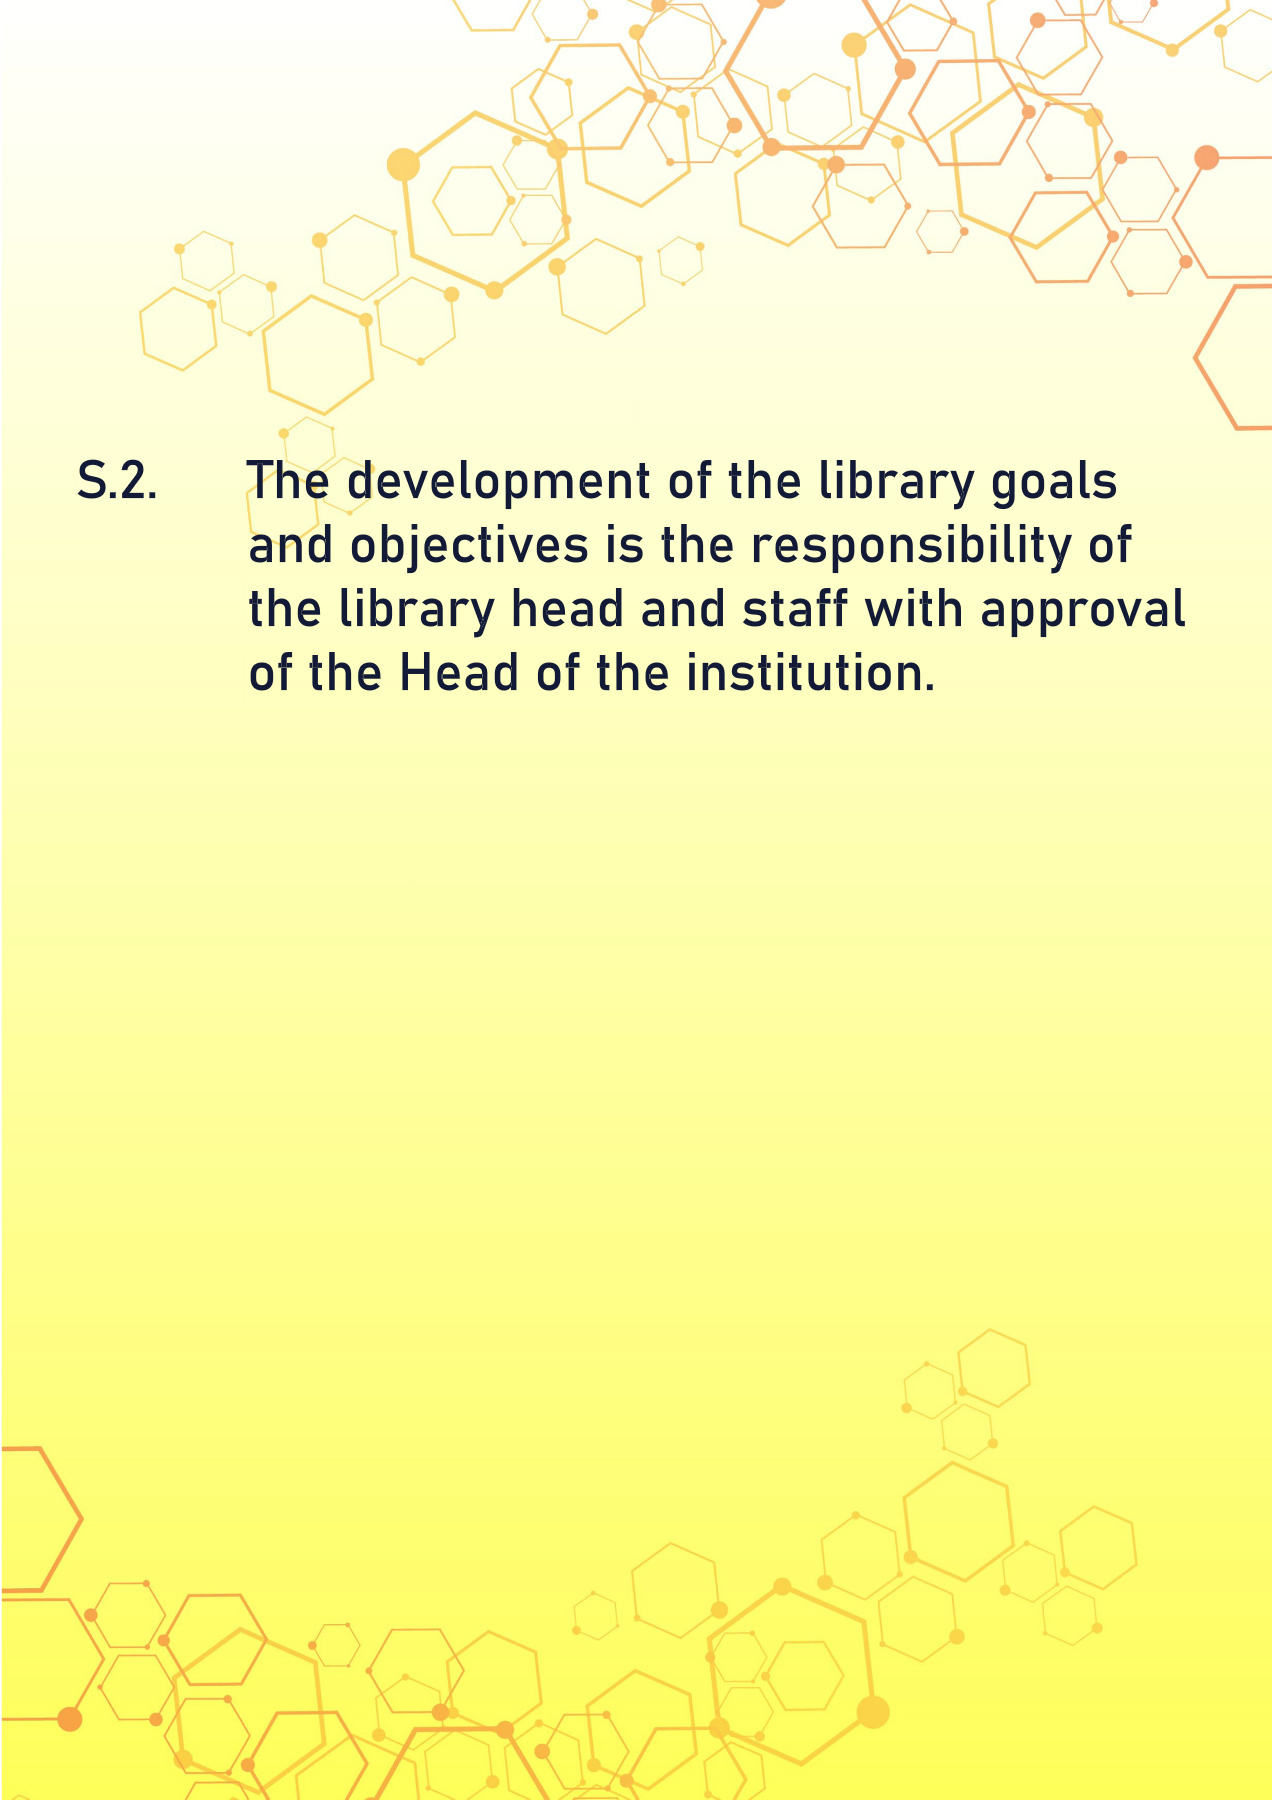 S.2. The development of the library goals
and objectives is the responsibility of
the library head and staff with approval
of the Head of the institution.